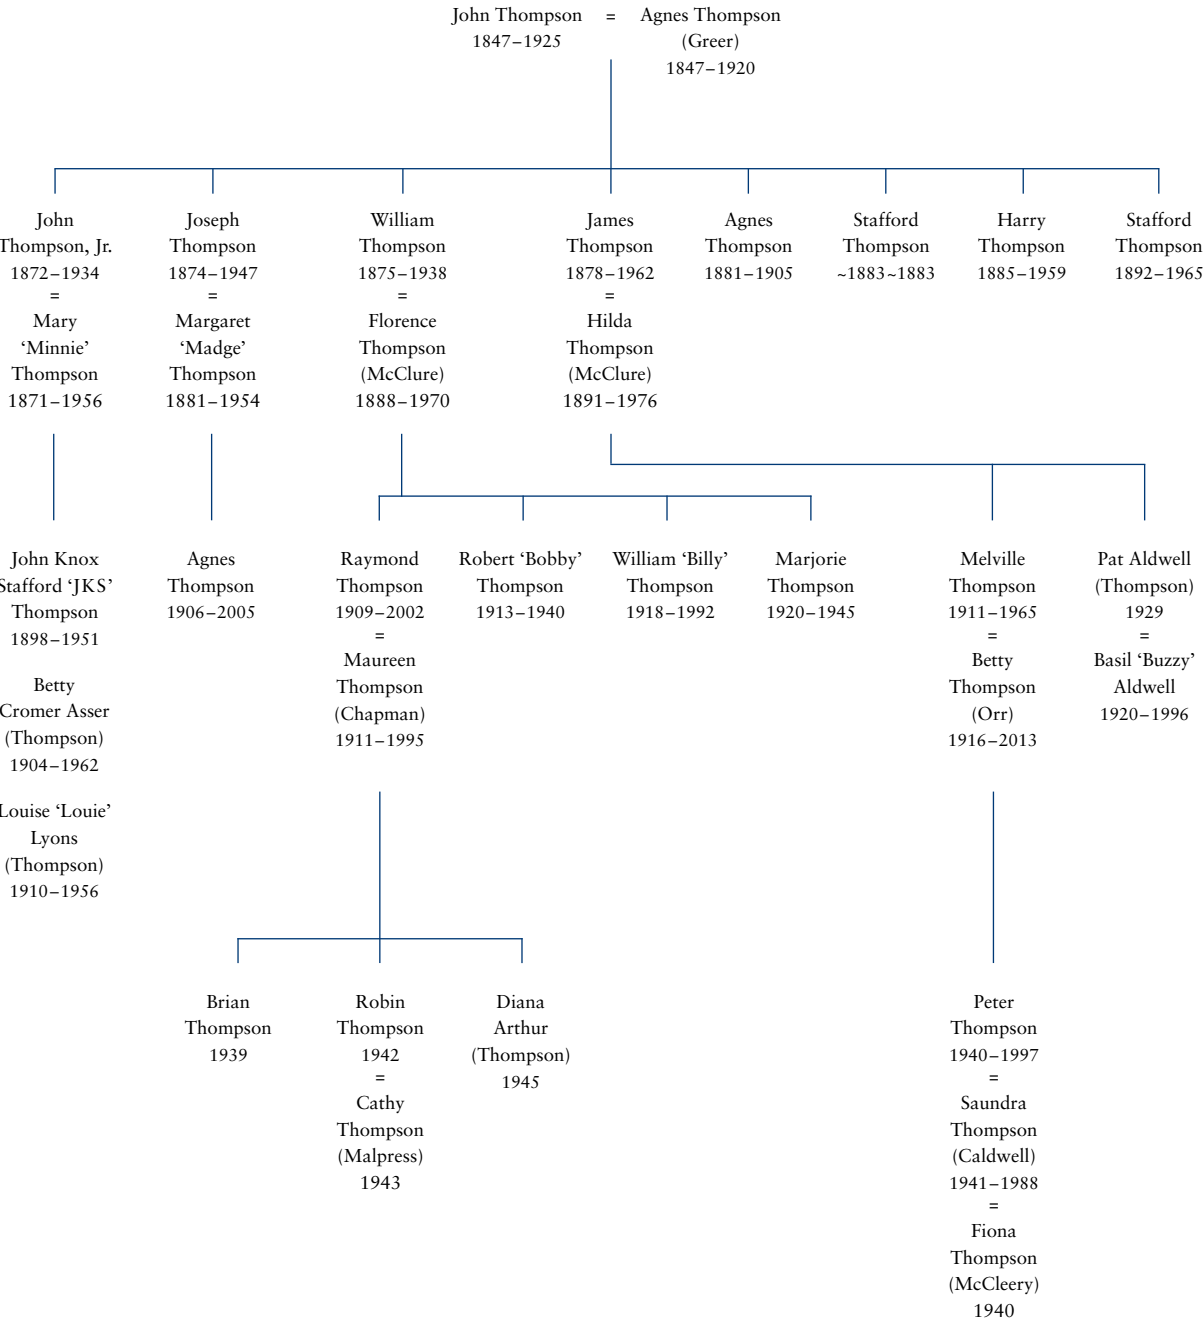 John Thompson = Agnes Thompson
1847–1925 (Greer)
1847–1920
John
Thompson, Jr.
1872–1934
=
Mary
‘Minnie’
Thompson
1871–1956
Joseph
Thompson
1874–1947
=
Margaret
‘Madge’
Thompson
1881–1954
William
Thompson
1875–1938
=
Florence
Thompson
(McClure)
1888–1970
James
Thompson
1878–1962
=
Hilda
Thompson
(McClure)
1891–1976
Agnes
Thompson
1881–1905
Stafford
Thompson
~1883~1883
Harry
Thompson
1885–1959
Stafford
Thompson
1892–1965
John Knox
Stafford ‘JKS’
Thompson
1898–1951
Betty
Cromer Asser
(Thompson)
1904–1962
Louise ‘Louie’
Lyons
(Thompson)
1910–1956
Agnes
Thompson
1906–2005
Raymond
Thompson
1909–2002
=
Maureen
Thompson
(Chapman)
1911–1995
Robert ‘Bobby’
Thompson
1913–1940
William ‘Billy’
Thompson
1918–1992
Marjorie
Thompson
1920–1945
Melville
Thompson
1911–1965
=
Betty
Thompson
(Orr)
1916–2013
Pat Aldwell
(Thompson)
1929
=
Basil ‘Buzzy’
Aldwell
1920–1996
Brian
Thompson
1939
Robin
Thompson
1942
=
Cathy
Thompson
(Malpress)
1943
Diana
Arthur
(Thompson)
1945
Peter
Thompson
1940–1997
=
Saundra
Thompson
(Caldwell)
1941–1988
=
Fiona
Thompson
(McCleery)
1940